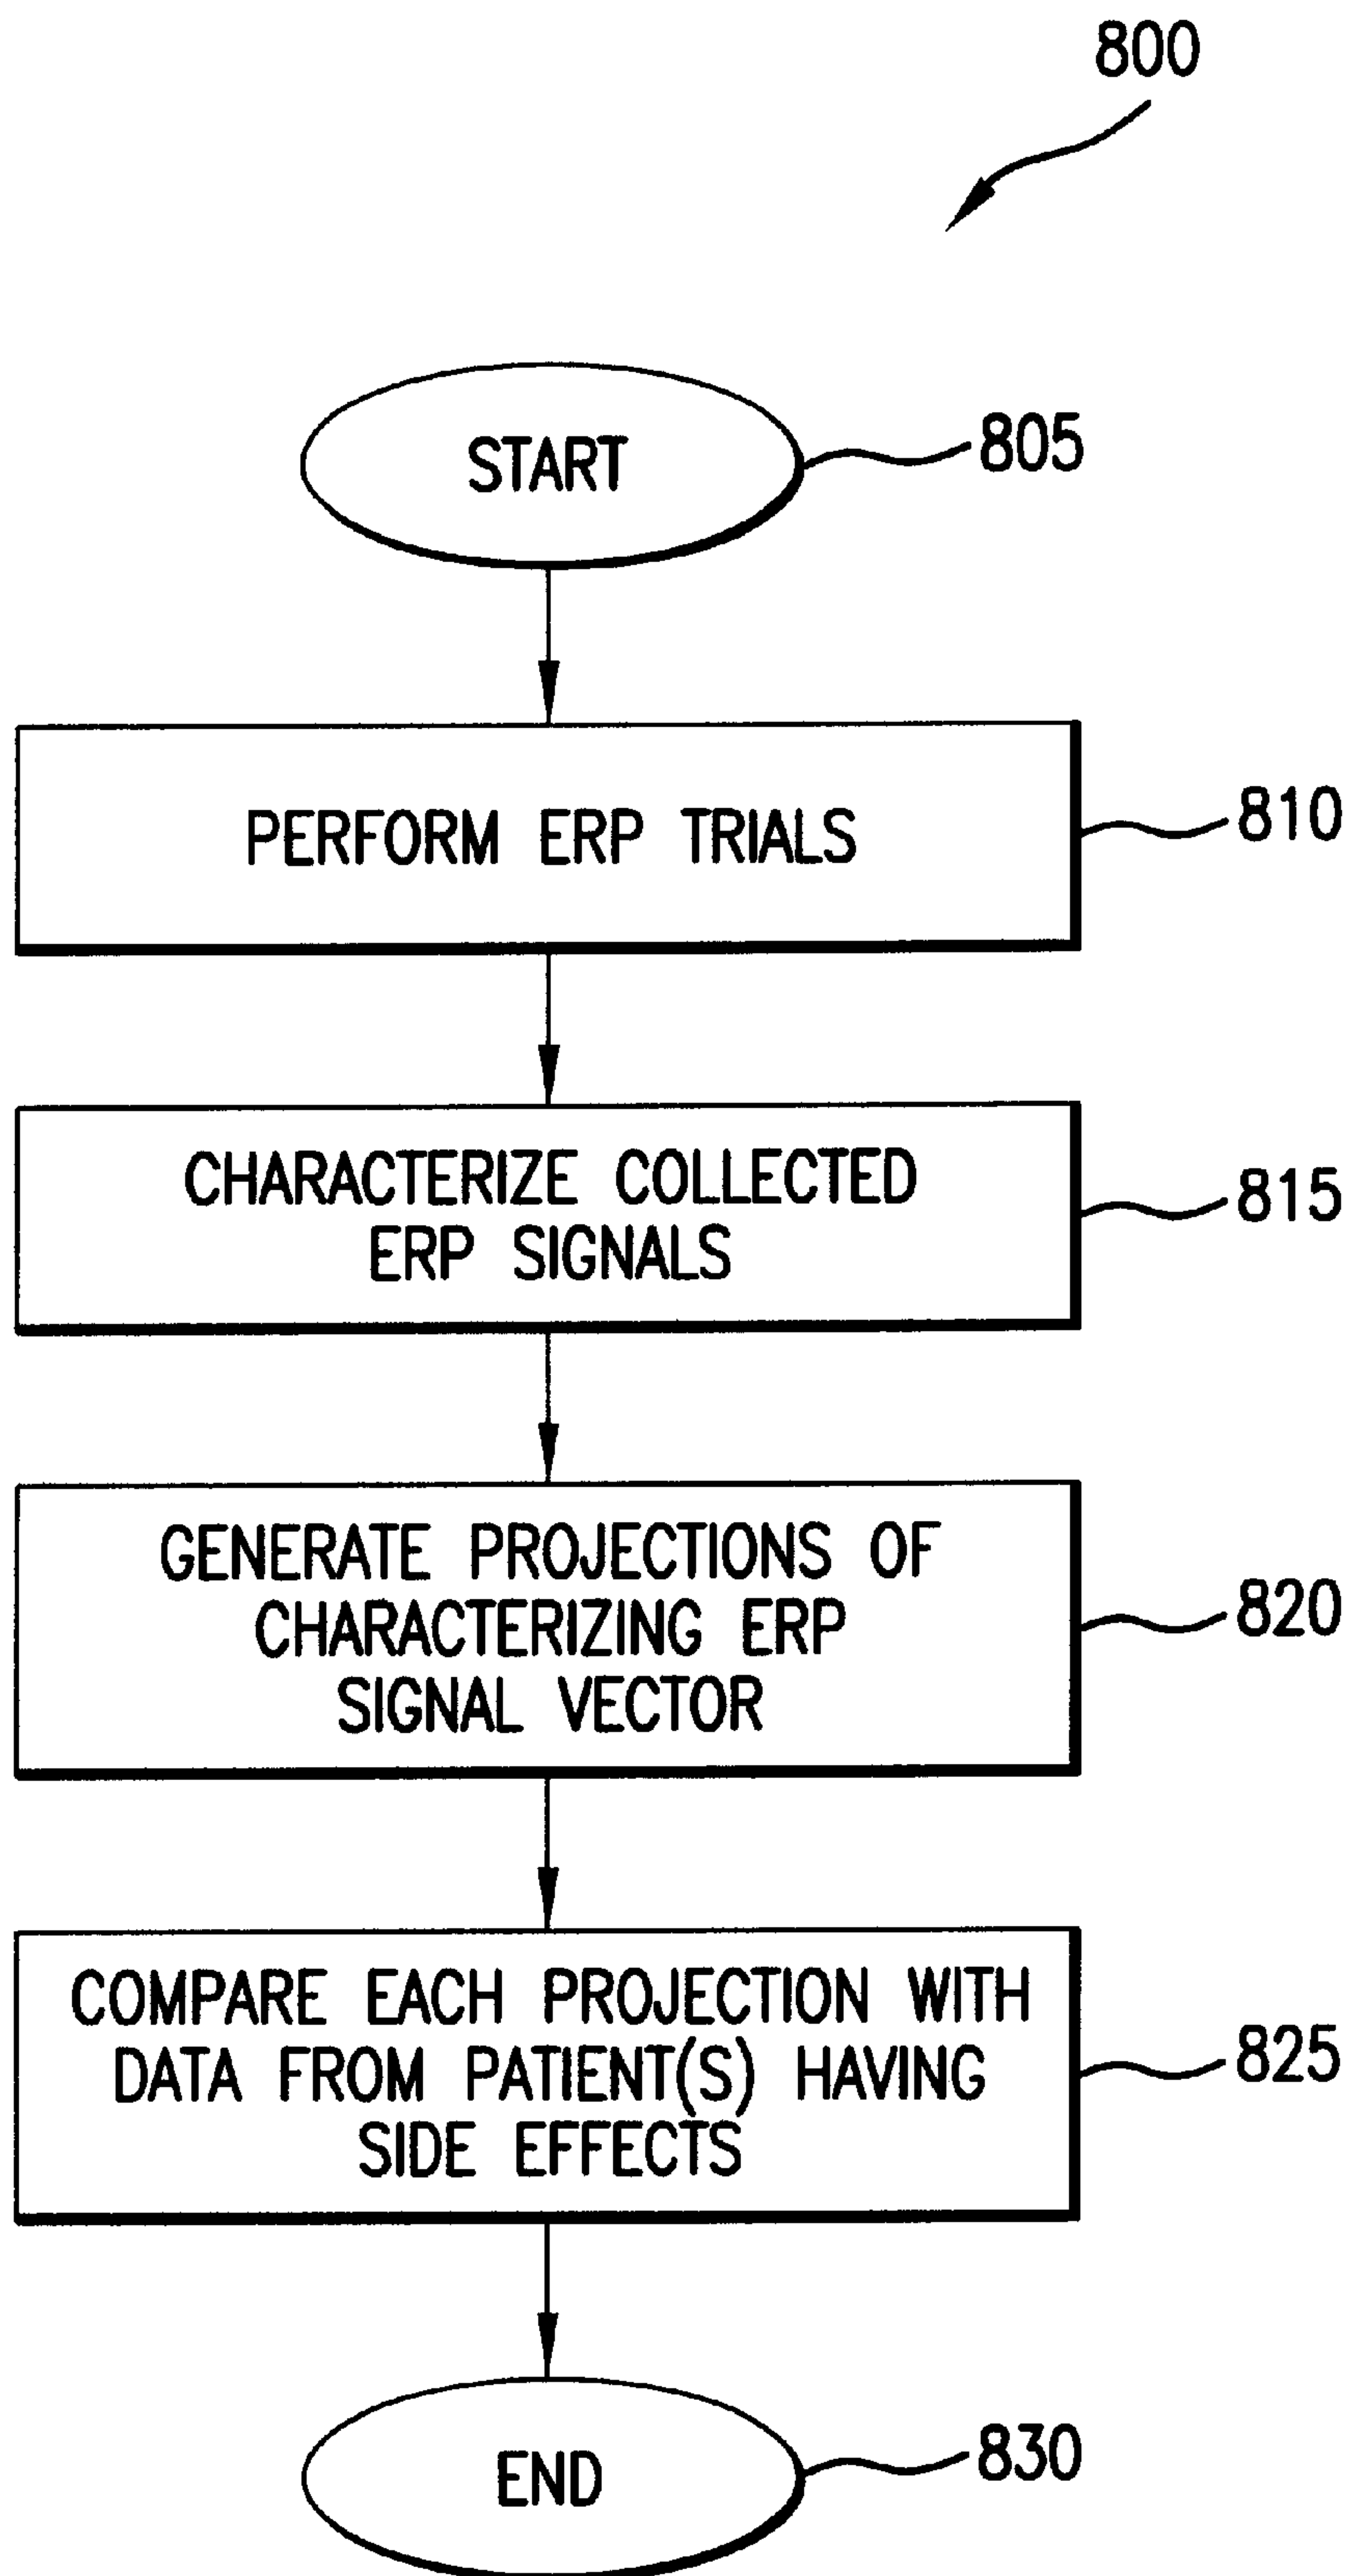 800
START
805
PERFORM ERP TRIALS
810
CHARACTERIZE COLLECTED
ERP SIGNALS
815
GENERATE PROJECTIONS OF
CHARACTERIZING ERP
SIGNAL VECTOR
820
COMPARE EACH PROJECTION WITH
DATA FROM PATIENT(S) HAVING
SIDE EFFECTS
825
END
830